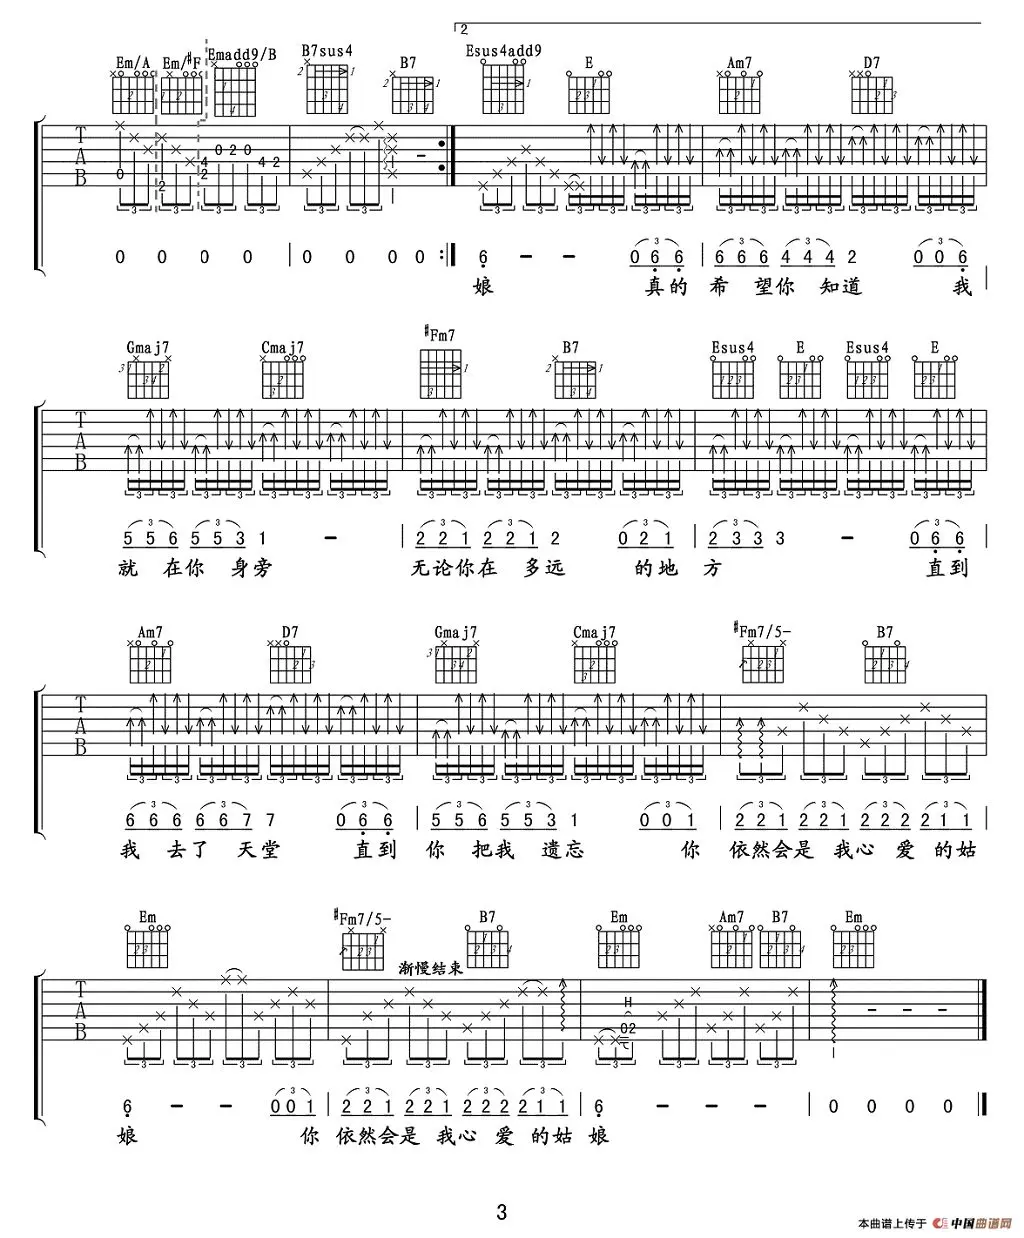 2
Em/A Em/#F Emadd9/B B7sus4 B7 Esus4add9 E Am7 D7
0 0 0 0 0 0 0 0 0 6 - - 0 6 6 6 6 6 4 4 4 2 0 0 6
娘 真的 希望你 知道 我
Gmaj7 Cmaj7 #Fm7 B7 Esus4 E Esus4 E
5 5 6 5 5 3 1 - 2 2 1 2 2 1 2 0 2 1 2 3 3 3 - 0 6 6
就 在你 身旁 无论你在 多远 的地 方 直到
Am7 D7 Gmaj7 Cmaj7 #Fm7/5- B7
6 6 6 6 6 7 7 0 6 6 5 5 6 5 5 3 1 0 0 1 2 2 1 2 2 1 2 2 2 2 1 1
我 去了 天堂 直到 你 把我 遗忘 你 依然会是 我心 爱 的姑
Em #Fm7/5- B7 Em Am7 B7 Em
渐慢结束
6 - - 0 0 1 2 2 1 2 2 1 2 2 2 2 1 1 6 - - - 0 0 0 0
娘 你 依然会是 我心 爱 的姑 娘
3
本曲谱上传于 中国曲谱网